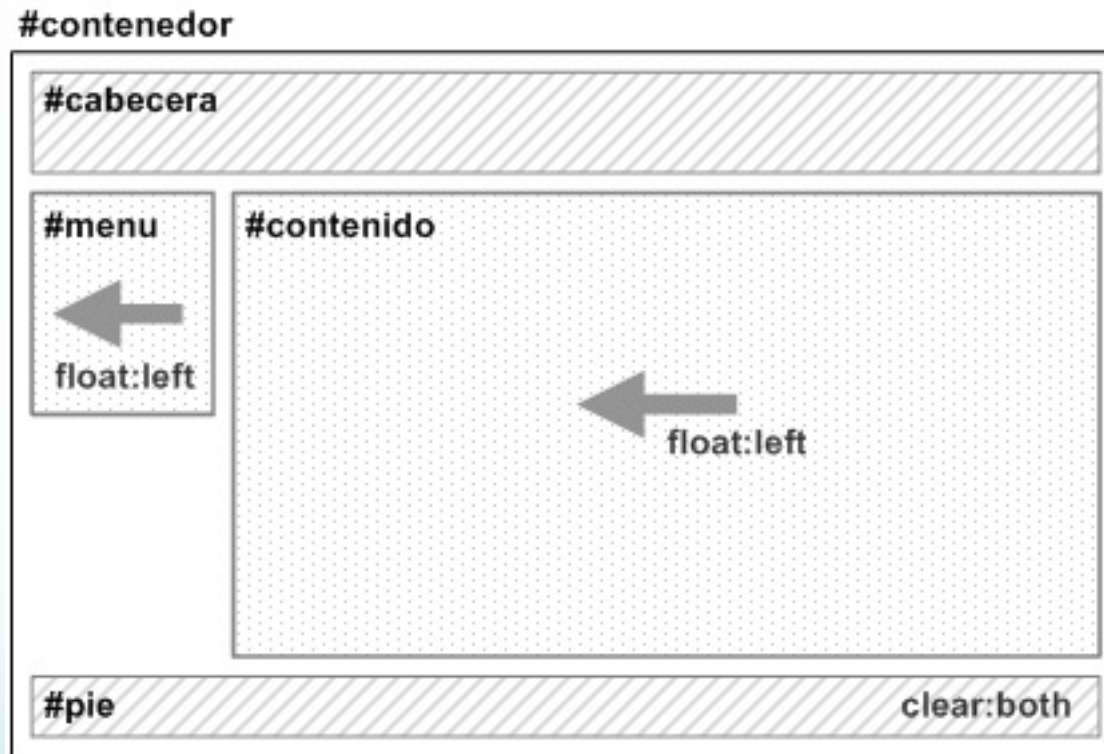 #contenedor
#cabecera
#menu
float:left
#contenido
float:left
#pie
clear:both